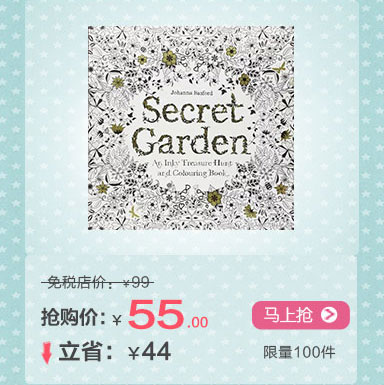 Johanna Basford
Secret
Garden
An Inky Treasure Hunt
and Colouring Book
免税店价：¥99
抢购价：¥55.00
马上抢
立省：¥44
限量100件